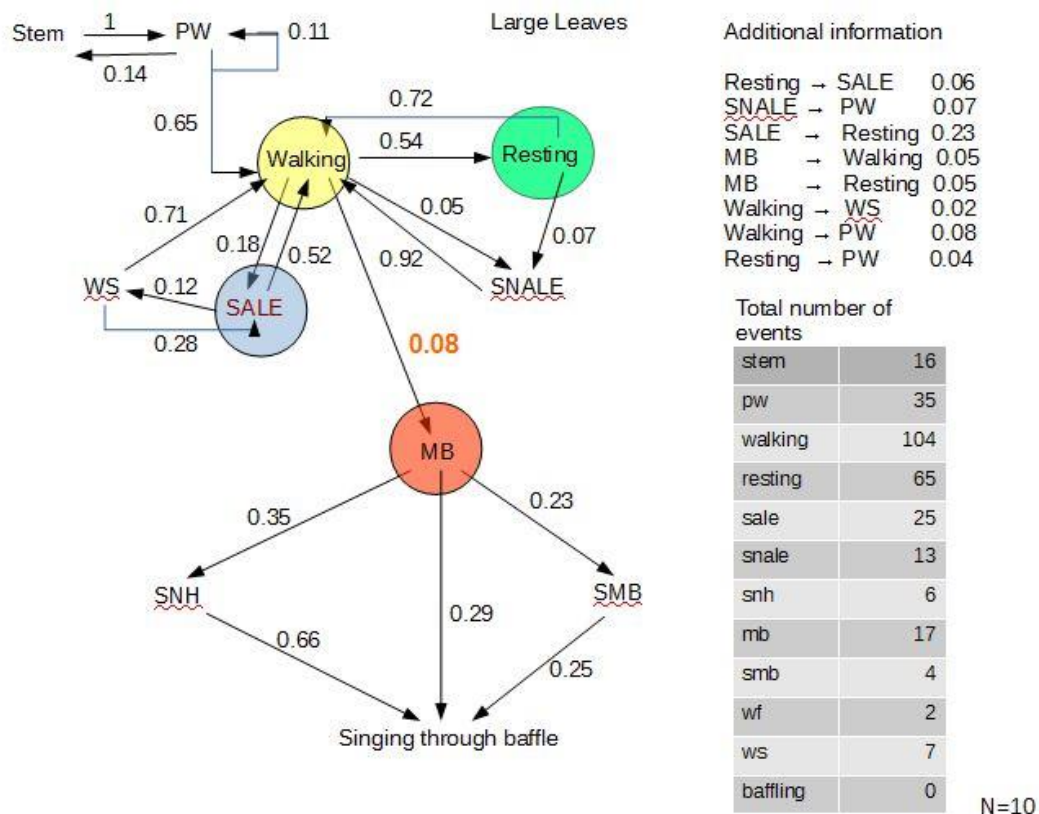 Large Leaves
Stem 1 PW 0.11
0.14
0.65
0.72
Walking 0.54 Resting
0.71
0.18 0.52
0.05
0.92
0.07
WS 0.12 SALE
SNALE
0.28
0.08
MB
0.35
0.23
0.29
SNH
SMB
0.66
0.25
Singing through baffle
Additional information
Resting → SALE 0.06
SNALE → PW 0.07
SALE → Resting 0.23
MB → Walking 0.05
MB → Resting 0.05
Walking → WS 0.02
Walking → PW 0.08
Resting → PW 0.04
Total number of
events
stem 16
pw 35
walking 104
resting 65
sale 25
snale 13
snh 6
mb 17
smb 4
wf 2
ws 7
baffling 0
N=10